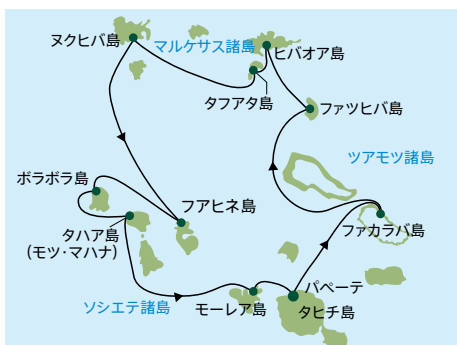 ヌクヒバ島
マルケサス諸島
ヒバオア島
タフアタ島
ファツヒバ島
ツアモツ諸島
ボラボラ島
フアヒネ島
タハア島
(モツ・マハナ)
ファカラバ島
パペーテ
ソシエテ諸島
モーレア島
タヒチ島